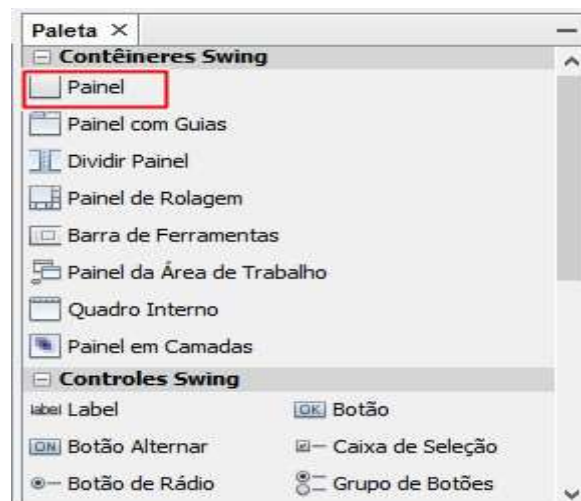 Paleta ×
Contêineres Swing
Painel
Painel com Guias
Dividir Painel
Painel de Rolagem
Barra de Ferramentas
Painel da Área de Trabalho
Quadro Interno
Painel em Camadas
Controles Swing
label Label OK Botão
ON Botão Alternar Caixa de Seleção
Botão de Rádio Grupo de Botões